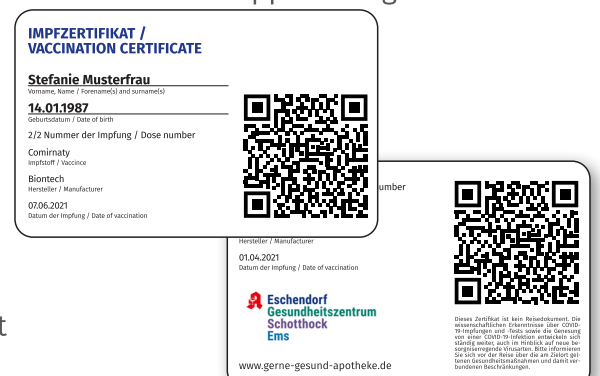 IMPFZERTIFIKAT /
VACCINATION CERTIFICATE
Stefanie Musterfrau
Vorname, Name / Forename(s) and surname(s)
14.01.1987
Geburtsdatum / Date of birth
2/2 Nummer der Impfung / Dose number
Comirnaty
Impfstoff / Vaccince
Biontech
Hersteller / Manufacturer
07.06.2021
Datum der Impfung / Date of vaccination
umber
Hersteller / Manufacturer
01.04.2021
Datum der Impfung / Date of vaccination
Eschendorf
Gesundheitszentrum
Schotthock
Ems
www.gerne-gesund-apotheke.de
Dieses Zertifikat ist kein Reisedokument. Die
wissenschaftlichen Erkenntnisse über COVID-
19-Impfungen und -Tests sowie die Genesung
von einer COVID-19-Infektion entwickeln sich
ständig weiter, auch im Hinblick auf neue be-
sorgniserregende Virusarten. Bitte informieren
Sie sich vor der Reise über die am Zielort gel-
tenen Gesundheitsmaßnahmen und damit ver-
bundenen Beschränkungen.
t